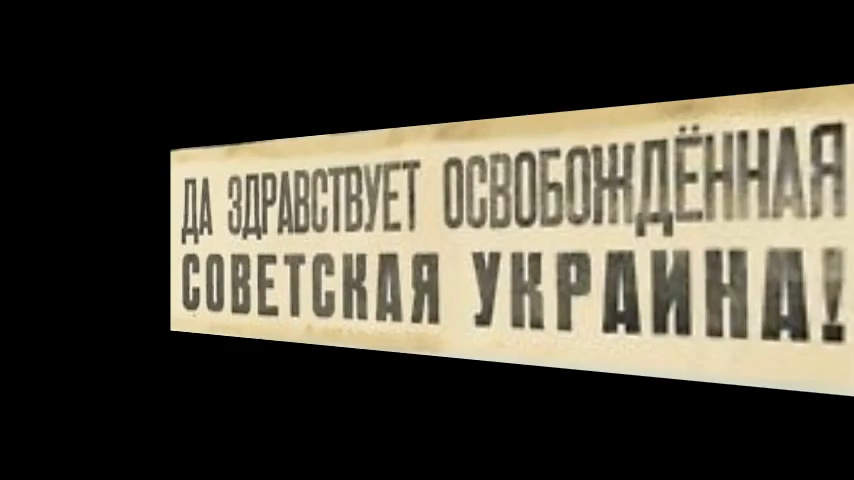 ДА ЗДРАВСТВУЕТ ОСВОБОЖДЁННАЯ
СОВЕТСКАЯ УКРАИНА!